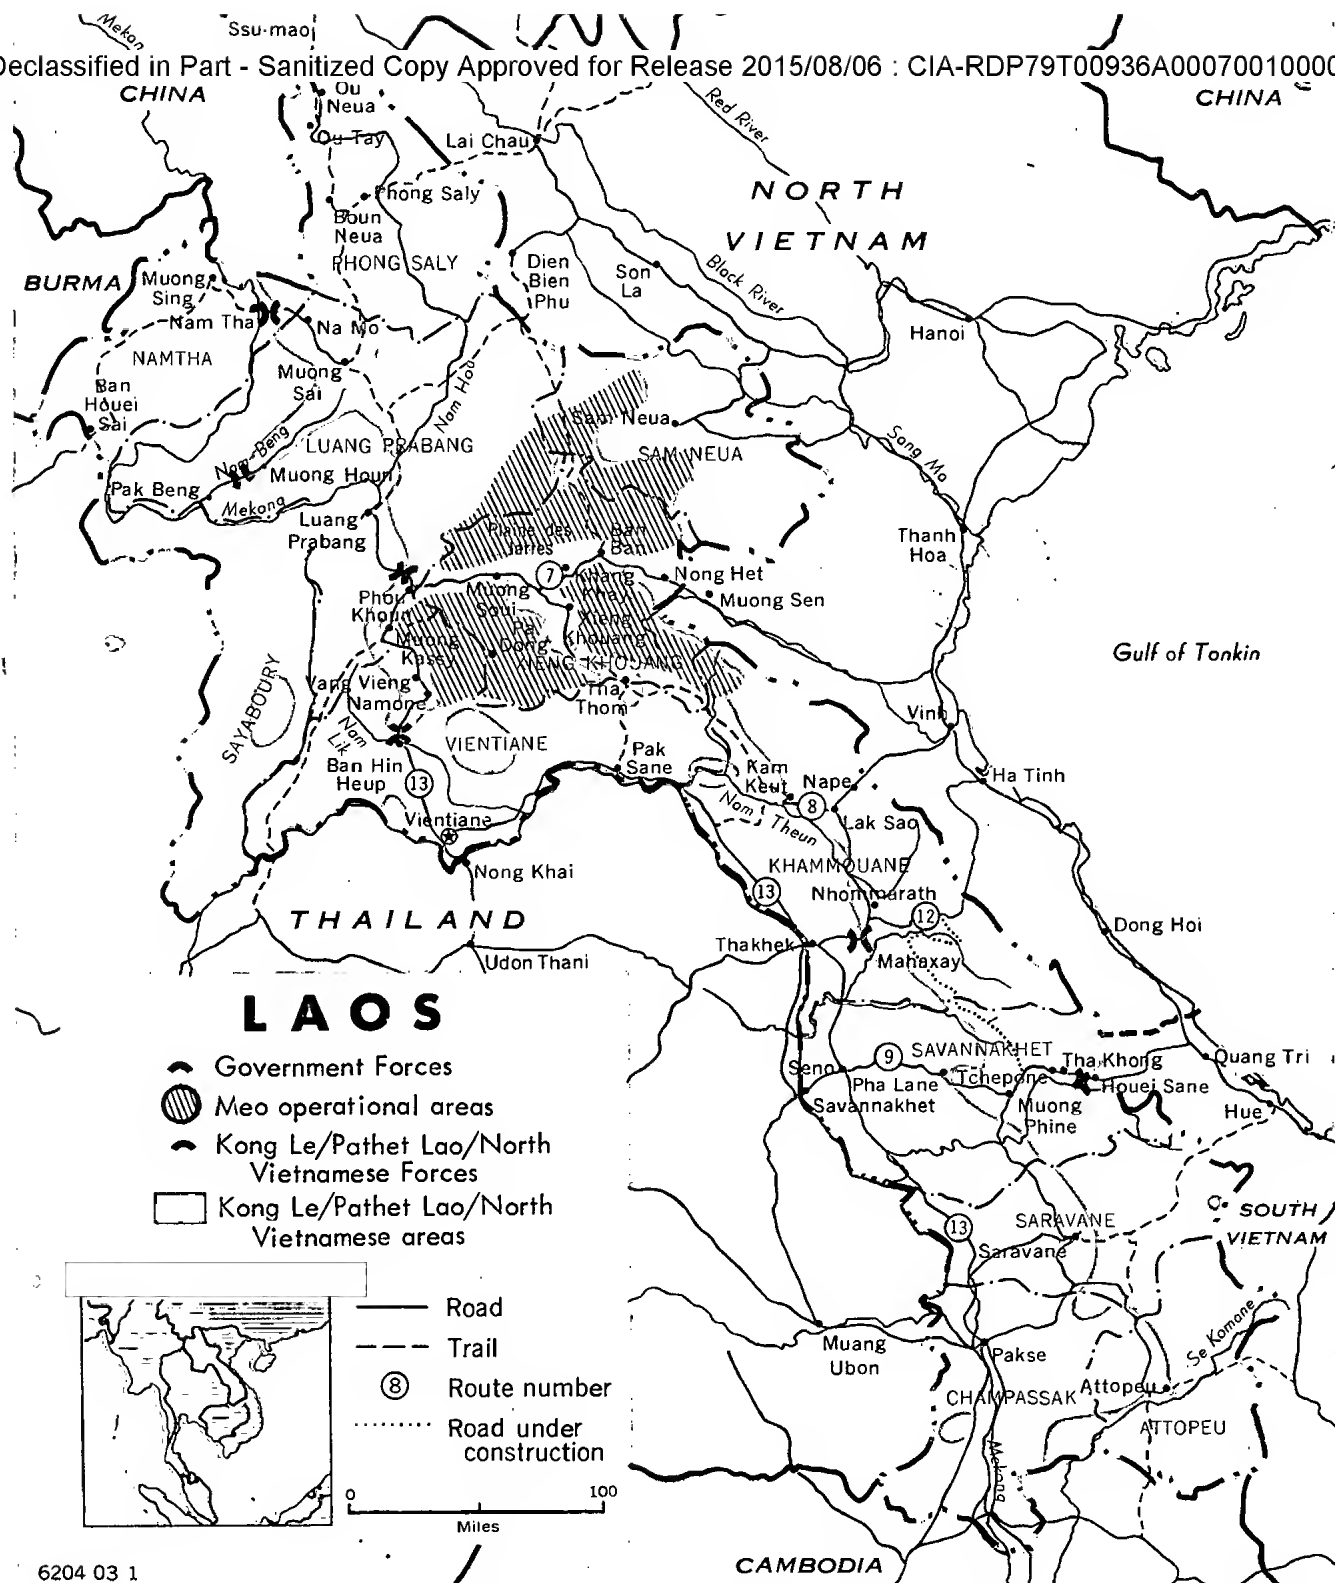 Mekon
Ssu-mao
Declassified in Part - Sanitized Copy Approved for Release 2015/08/06 : CIA-RDP79T00936A00070010000
CHINA
CHINA
Ou
Neua
Ou Tay
Lai Chau
Red River
Phong Saly
NORTH
VIETNAM
Boun
Neua
PHONG SALY
BURMA
Muong
Sing
Dien
Bien
Phu
Son
La
Black River
Nam Tha
Na Mo
Hanoi
NAMTHA
Muong
Sai
Ban
Houei
Sai
Nam Hou
Sam Neua
LUANG PRABANG
SAM NEUA
Song Ma
Nam Beng
Muong Houn
Pak Beng
Mekong
Luang
Prabang
Plaine des
Jarres
Ban
Ban
Thanh
Hoa
7
Khang
Khay
Nong Het
Muong Sen
Phou
Khoun
Muong
Soui
Xieng
Khouang
Pa
Dong
Muong
Kassy
XIENG KHOUANG
Gulf of Tonkin
SAYABOURY
Vang Vieng
Namone
Tha
Thom
Vinh
Nam
Lik
VIENTIANE
Pak
Sane
Ban Hin
Heup
13
Kam
Keut
Nape
Ha Tinh
8
Nam Theun
Lak Sao
Vientiane
Nong Khai
KHAMMOUANE
13
Nhommarath
12
THAILAND
Dong Hoi
Thakhek
Udon Thani
Mahaxay
LAOS
Government Forces
Meo operational areas
Kong Le/Pathet Lao/North
Vietnamese Forces
Kong Le/Pathet Lao/North
Vietnamese areas
9
SAVANNAKHET
Seno
Pha Lane
Tchepone
Tha Khong
Quang Tri
Houei Sane
Savannakhet
Muong
Phine
Hue
SOUTH
VIETNAM
13
SARAVANE
Saravane
Road
Trail
8
Route number
Road under
construction
Muang
Ubon
Pakse
Se Kamane
CHAMPASSAK
Attopeu
ATTOPEU
Mekong
0
100
Miles
CAMBODIA
6204 03 1